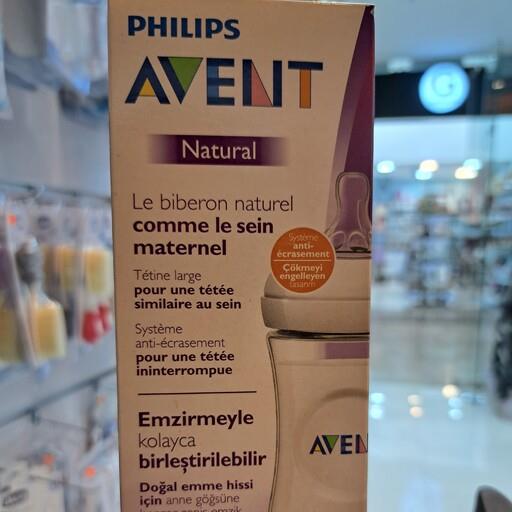 PHILIPS
AVENT
Natural
Le biberon naturel
comme le sein
maternel
Système
anti-
écrasement
Çökmeyi
engelleyen
tasarım
Tétine large
pour une tétée
similaire au sein
Système
anti-écrasement
pour une tétée
ininterrompue
Emzirmeyle
kolayca
birleştirilebilir
Doğal emme hissi
için anne göğsüne
AVEN